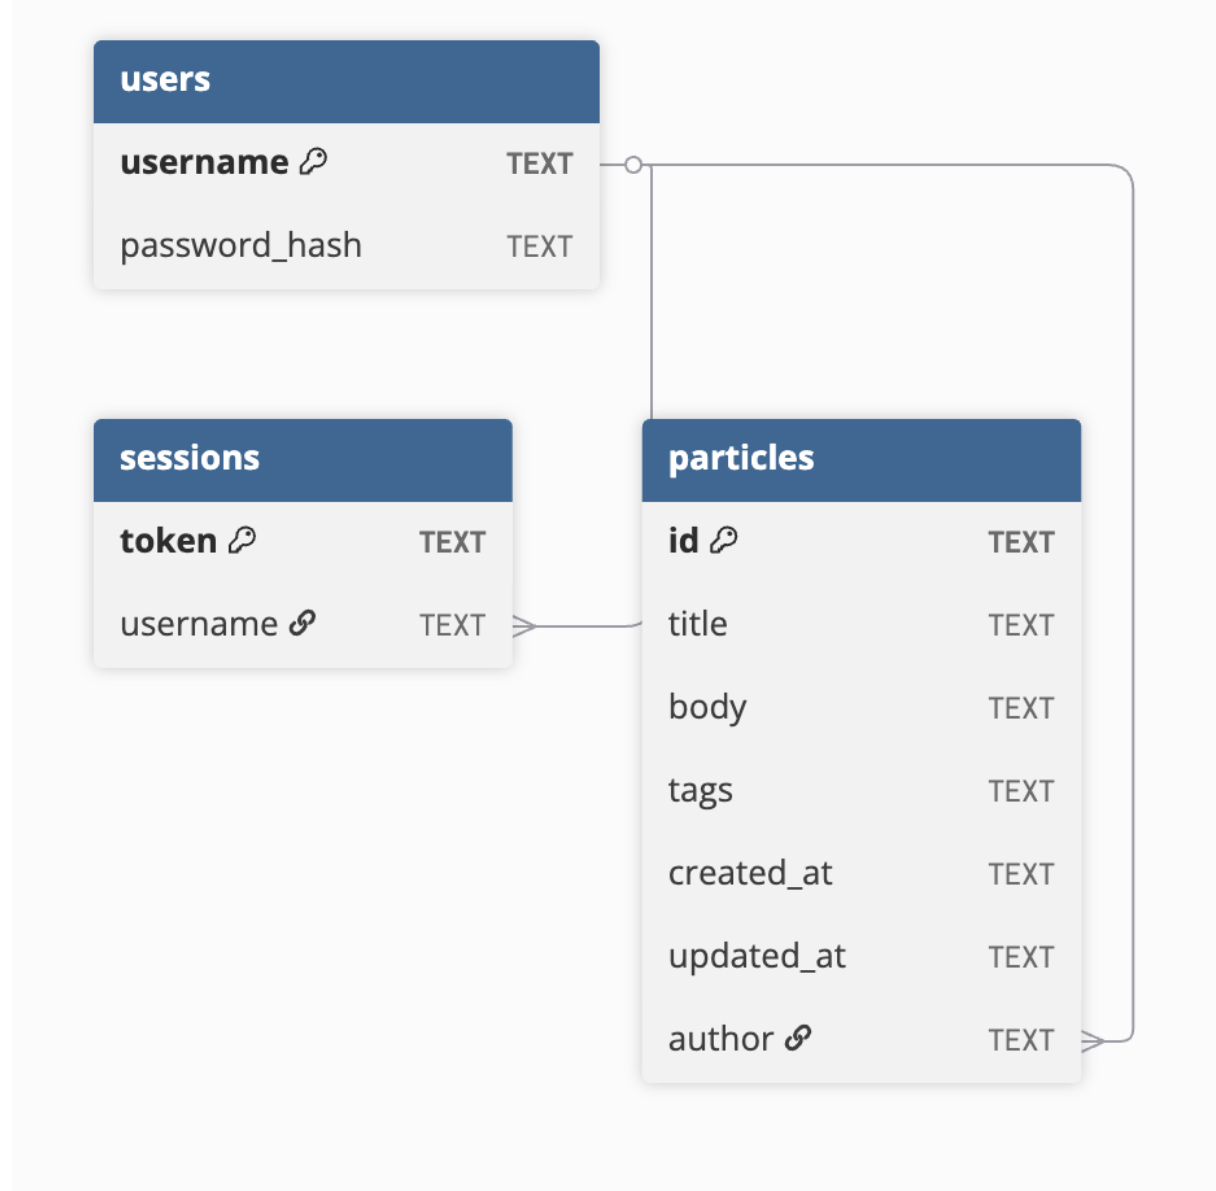 users
username TEXT
password_hash TEXT
sessions
token TEXT
username TEXT
particles
id TEXT
title TEXT
body TEXT
tags TEXT
created_at TEXT
updated_at TEXT
author TEXT